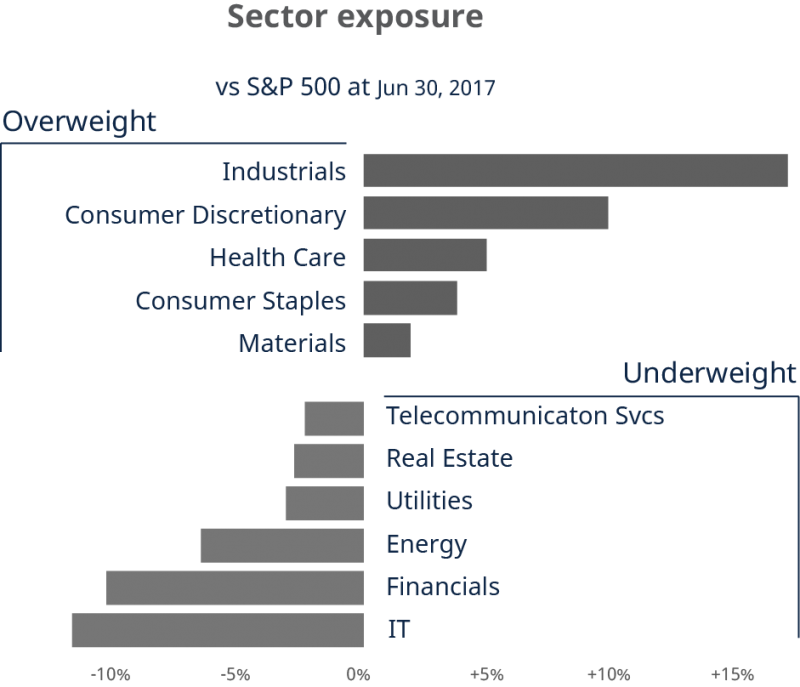 Sector exposure
vs S&P 500 at Jun 30, 2017
Overweight
Industrials
Consumer Discretionary
Health Care
Consumer Staples
Materials
Underweight
Telecommunicaton Svcs
Real Estate
Utilities
Energy
Financials
IT
-10% -5% 0% +5% +10% +15%